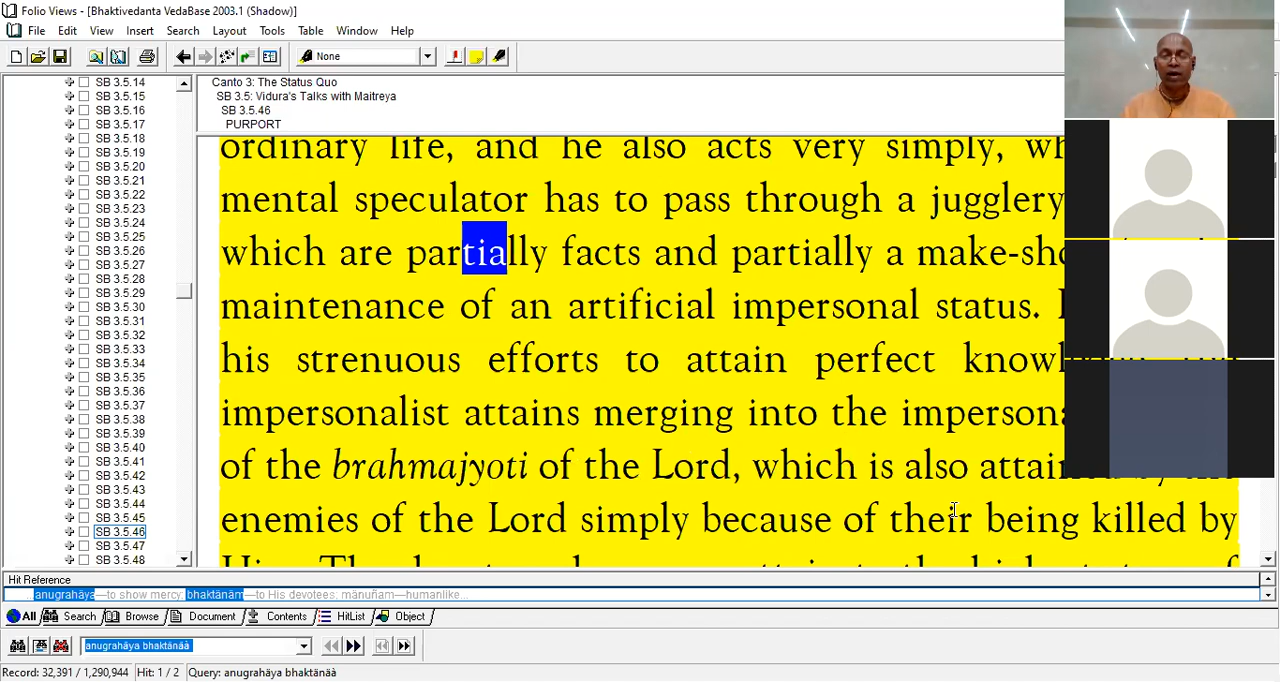 Folio Views - [Bhaktivedanta VedaBase 2003.1 (Shadow)]
File Edit View Insert Search Layout Tools Table Window Help
None
SB 3.5.14
SB 3.5.15
SB 3.5.16
SB 3.5.17
SB 3.5.18
SB 3.5.19
SB 3.5.20
SB 3.5.21
SB 3.5.22
SB 3.5.23
SB 3.5.24
SB 3.5.25
SB 3.5.26
SB 3.5.27
SB 3.5.28
SB 3.5.29
SB 3.5.30
SB 3.5.31
SB 3.5.32
SB 3.5.33
SB 3.5.34
SB 3.5.35
SB 3.5.36
SB 3.5.37
SB 3.5.38
SB 3.5.39
SB 3.5.40
SB 3.5.41
SB 3.5.42
SB 3.5.43
SB 3.5.44
SB 3.5.45
SB 3.5.46
SB 3.5.47
SB 3.5.48
Canto 3: The Status Quo
SB 3.5: Vidura's Talks with Maitreya
SB 3.5.46
PURPORT
ordinary life, and he also acts very simply,
mental speculator has to pass through a jugglery
which are partially facts and partially a
maintenance of an artificial impersonal status.
his strenuous efforts to attain perfect
impersonalist attains merging into the
of the brahmajyoti of the Lord, which is also
enemies of the Lord simply because of their being killed by
Hit Reference
anugrahäya—to show mercy; bhaktänäm—to His devotees; mänuñam—humanlike...
All Search Browse Document Contents HitList Object
anugrahäya bhaktänäà
Record: 32,391 / 1,290,944 Hit: 1 / 2 Query: anugrahäya bhaktänäà